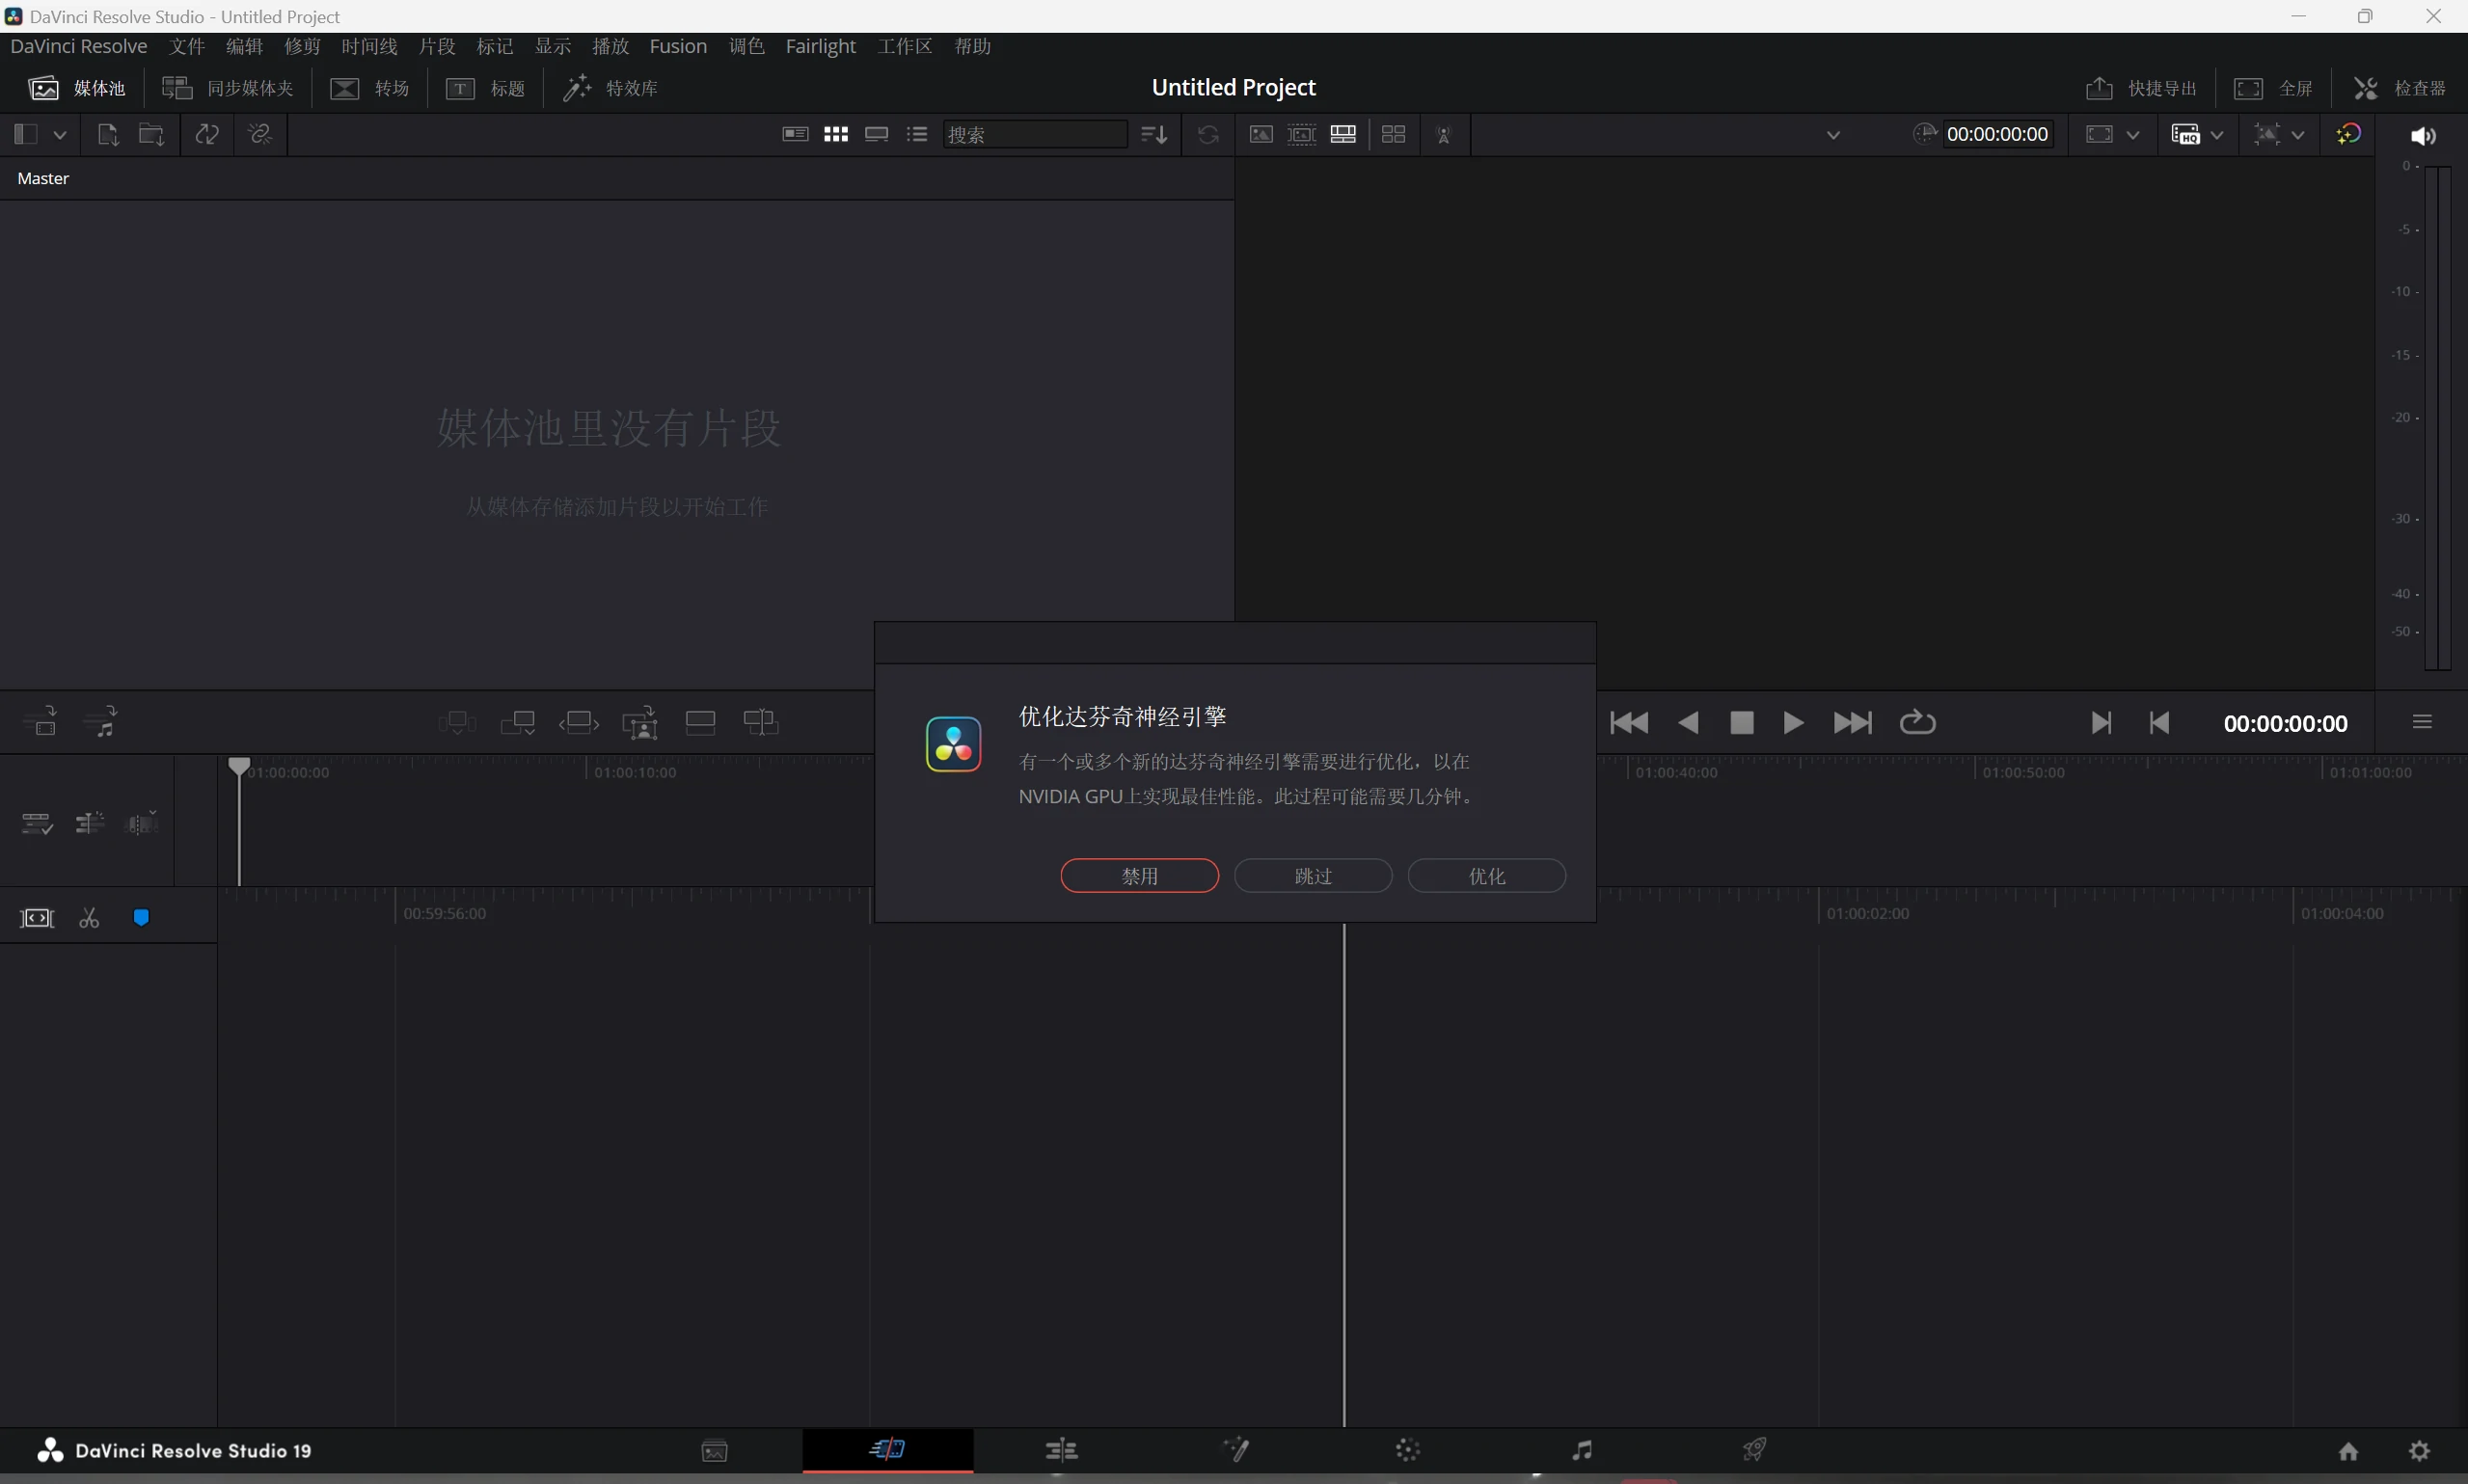 DaVinci Resolve Studio - Untitled Project
DaVinci Resolve 文件 编辑 修剪 时间线 片段 标记 显示 播放 Fusion 调色 Fairlight 工作区 帮助
媒体池 同步媒体夹 转场 T 标题 特效库 Untitled Project 快捷导出 全屏 检查器
搜索 00:00:00:00 HQ
Master
0
-5
-10
-15
-20
-30
-40
-50
媒体池里没有片段
从媒体存储添加片段以开始工作
优化达芬奇神经引擎
有一个或多个新的达芬奇神经引擎需要进行优化，以在
NVIDIA GPU上实现最佳性能。此过程可能需要几分钟。
禁用 跳过 优化
00:00:00:00
01:00:00:00 01:00:10:00 01:00:40:00 01:00:50:00 01:01:00:00
00:59:56:00 01:00:02:00 01:00:04:00
DaVinci Resolve Studio 19